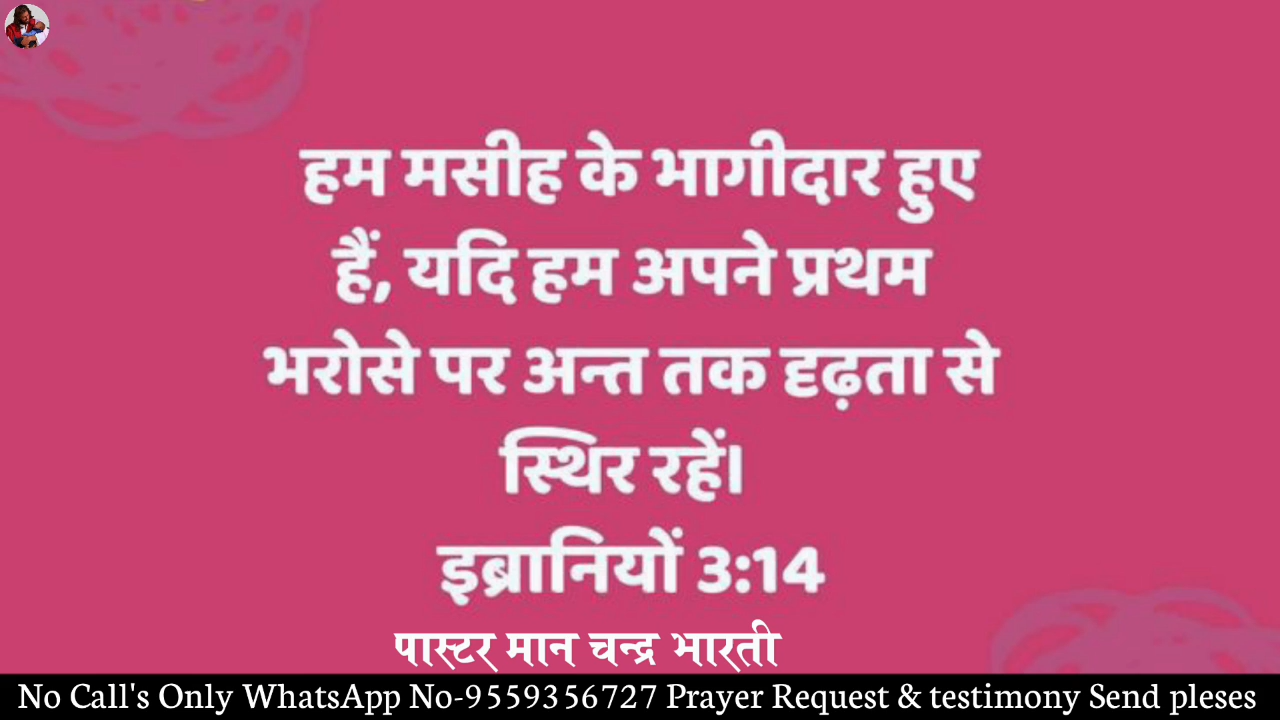 हम मसीह के भागीदार हुए
हैं, यदि हम अपने प्रथम
भरोसे पर अन्त तक दृढ़ता से
स्थिर रहें।
इब्रानियों 3:14
पास्टर मान चन्द्र भारती
No Call's Only WhatsApp No-9559356727 Prayer Request & testimony Send pleses